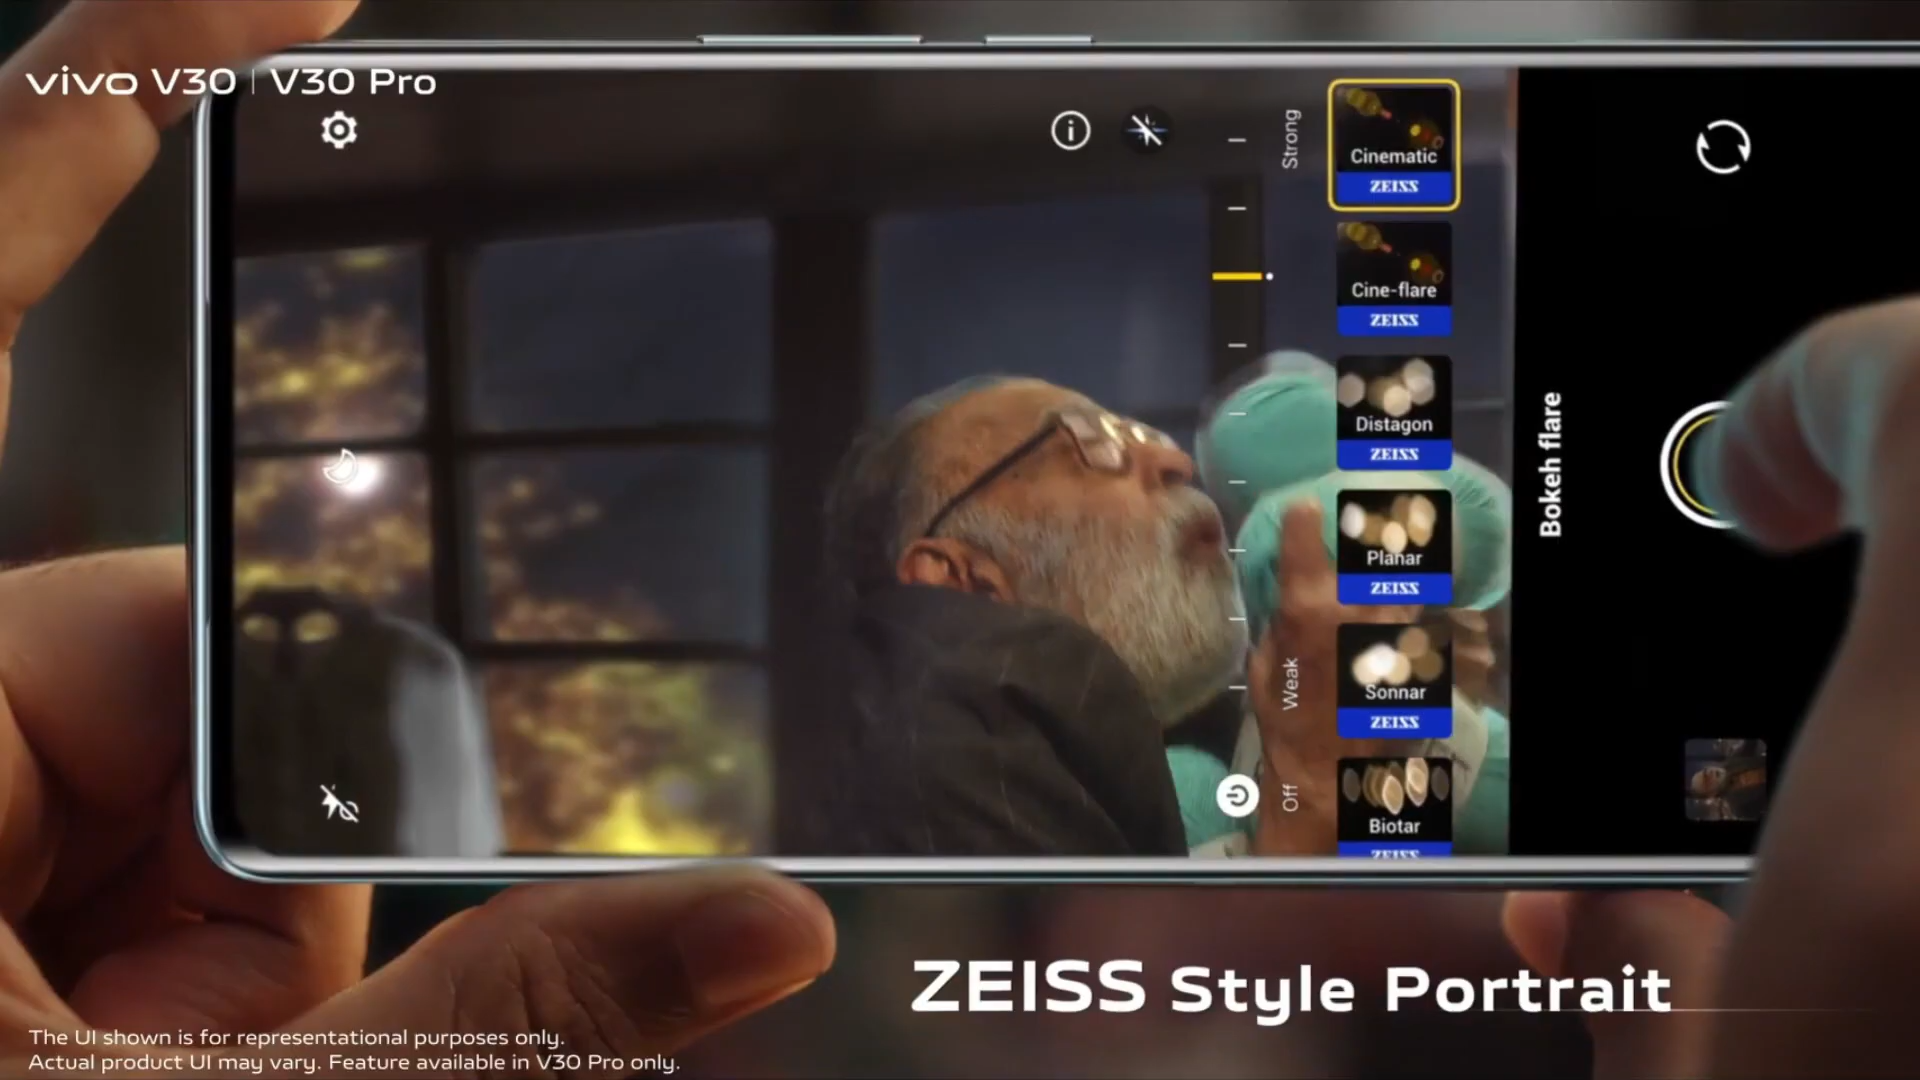 vivo V30 | V30 Pro
Strong
Cinematic
ZEISS
Cine-flare
ZEISS
Distagon
ZEISS
Planar
ZEISS
Sonnar
ZEISS
Biotar
ZEISS
Weak
Off
Bokeh flare
ZEISS Style Portrait
The UI shown is for representational purposes only.
Actual product UI may vary. Feature available in V30 Pro only.